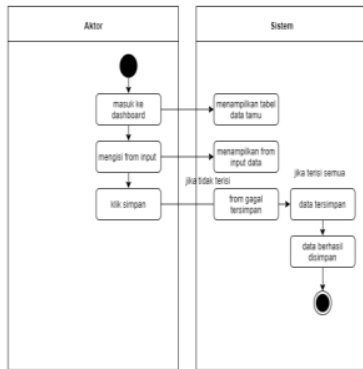 Aktor
Sistem
masuk ke
dashboard
menampilkan tabel
data tamu
mengisi from input
menampilkan from
input data
jika tidak terisi
jika terisi semua
klik simpan
from gagal
tersimpan
data tersimpan
data berhasil
disimpan